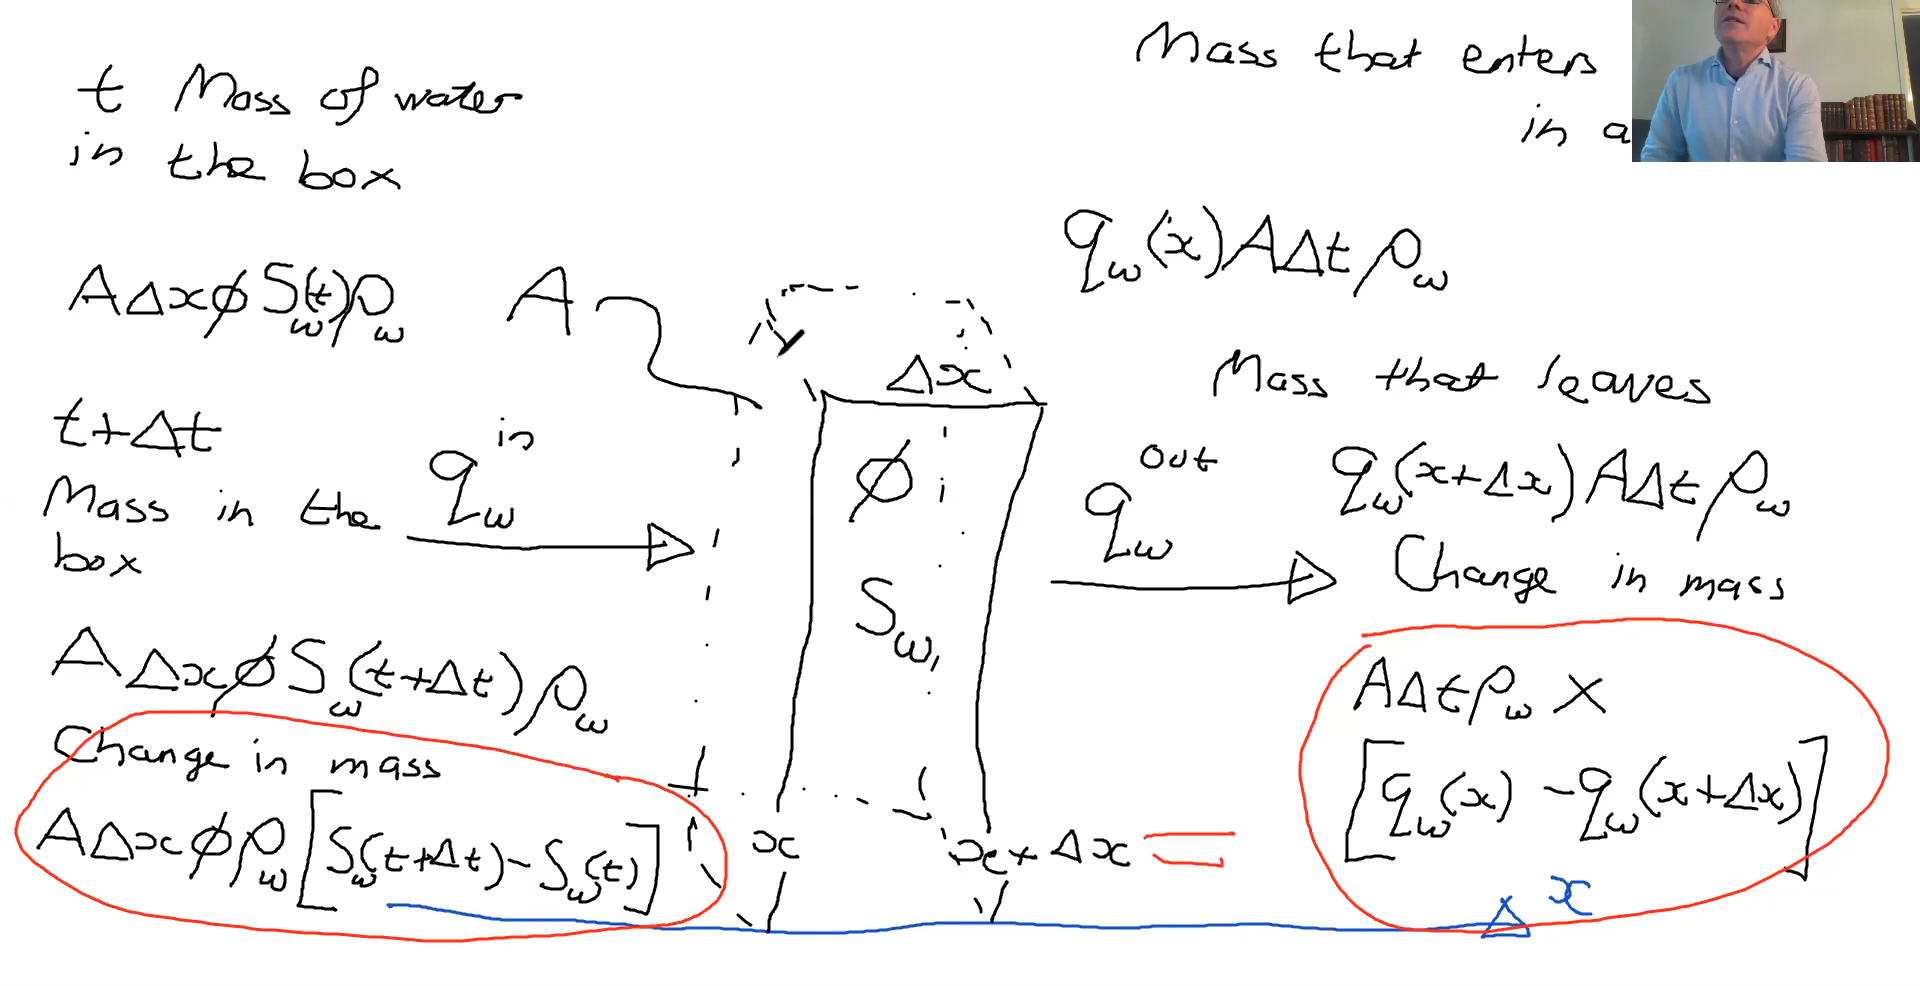 t Mass of water
in the box
AΔxϕS_w(t)ρ_w
t+Δt
Mass in the
box
AΔxϕS_w(t+Δt)ρ_w
Change in mass
AΔxϕρ_w[S_w(t+Δt)-S_w(t)]
A
q_w^in
Δx
ϕ
S_w
x
x+Δx
=
q_w^out
Mass that enters
in
q_w(x)AΔtρ_w
Mass that leaves
q_w(x+Δx)AΔtρ_w
Change in mass
AΔtρ_w X
[q_w(x) - q_w(x+Δx)]
x